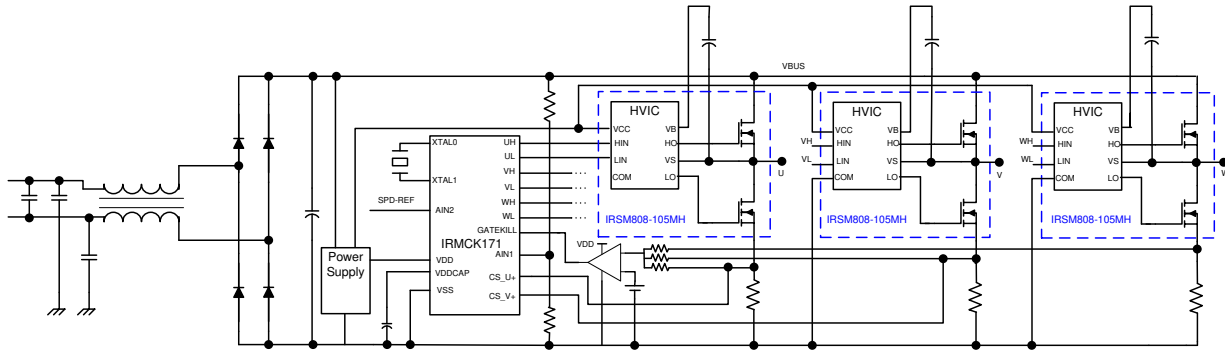 VBUS
HVIC
VCC
HIN
LIN
COM
VB
HO
VS
LO
U
IRSM808-105MH
VH
VL
HVIC
VCC
HIN
LIN
COM
VB
HO
VS
LO
V
IRSM808-105MH
WH
WL
HVIC
VCC
HIN
LIN
COM
VB
HO
VS
LO
W
IRSM808-105MH
XTAL0
XTAL1
SPD-REF
AIN2
IRMCK171
VDD
VDDCAP
VSS
UH
UL
VH
VL
WH
WL
GATEKILL
AIN1
CS_U+
CS_V+
VDD
Power
Supply